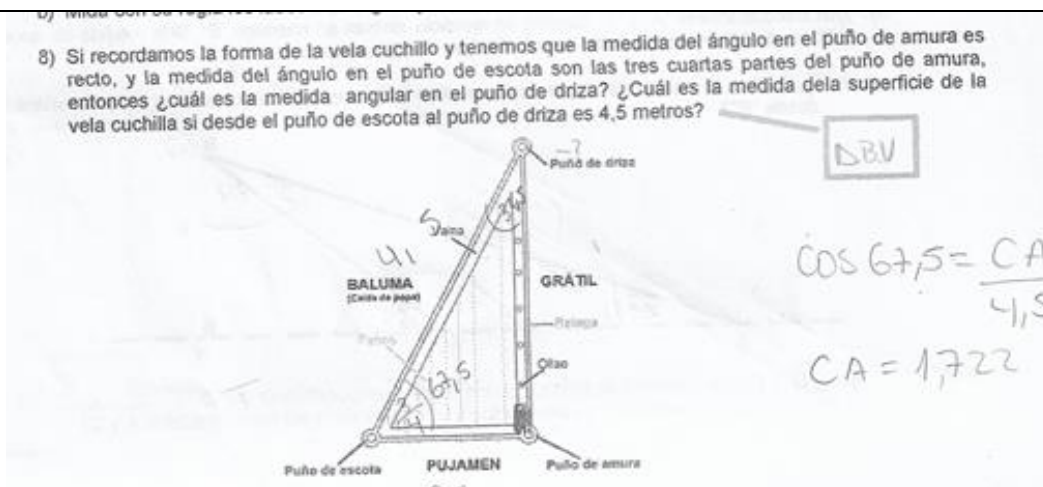 8) Si recordamos la forma de la vela cuchillo y tenemos que la medida del ángulo en el puño de amura es
recto, y la medida del ángulo en el puño de escota son las tres cuartas partes del puño de amura,
entonces ¿cuál es la medida angular en el puño de driza? ¿Cuál es la medida dela superficie de la
vela cuchilla si desde el puño de escota al puño de driza es 4,5 metros?
Puño de driza
Vaina
BALUMA
(Caida de popa)
GRÁTIL
67,5
Ollao
Puño de escota
PUJAMEN
Puño de amura
COS 67,5 = CA
4,5
CA = 1,722